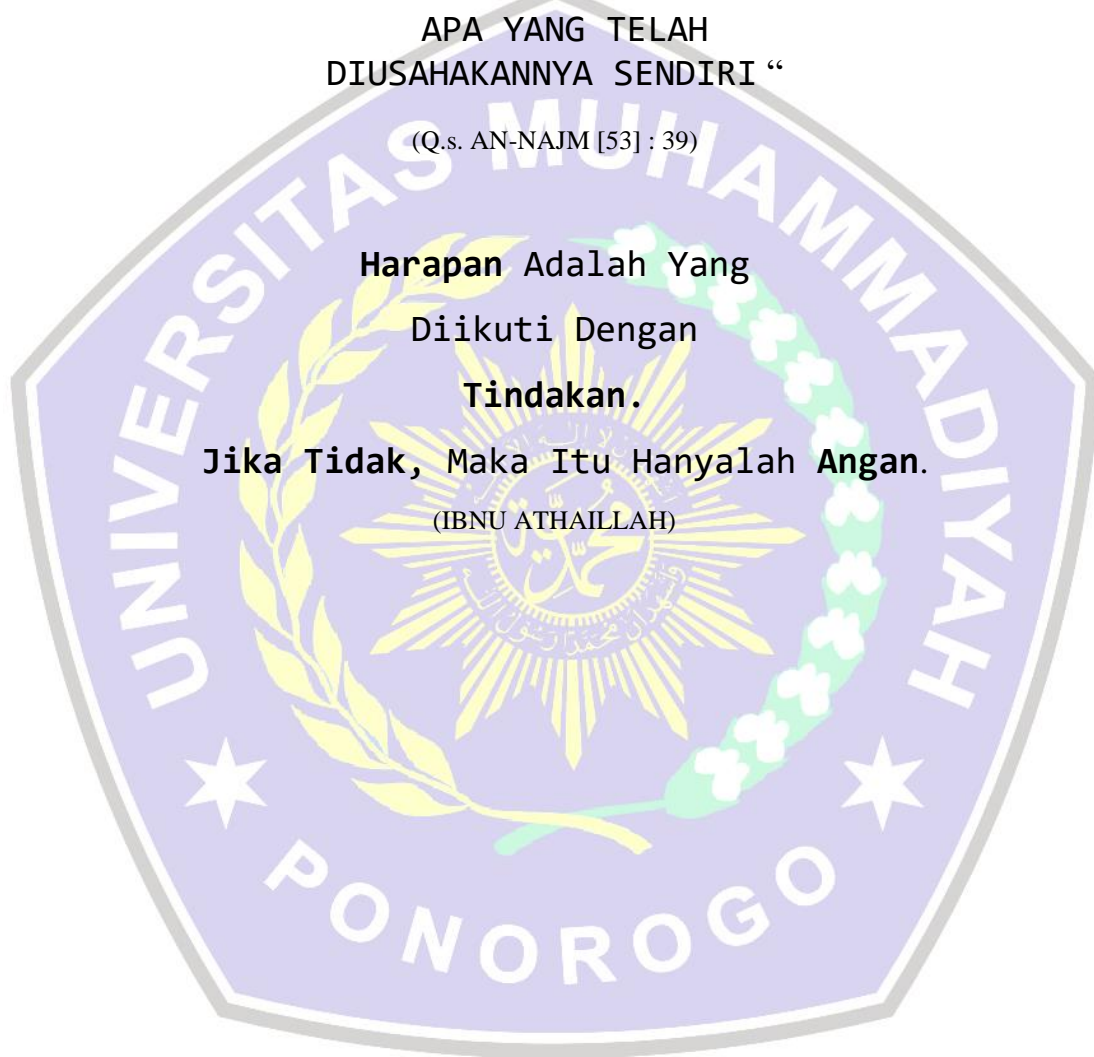 APA YANG TELAH
DIUSAHAKANNYA SENDIRI “
(Q.s. AN-NAJM [53] : 39)
Harapan Adalah Yang
Diikuti Dengan
Tindakan.
Jika Tidak, Maka Itu Hanyalah Angan.
(IBNU ATHAILLAH)
UNIVERSITAS MUHAMMADIYAH
PONOROGO
محمدية